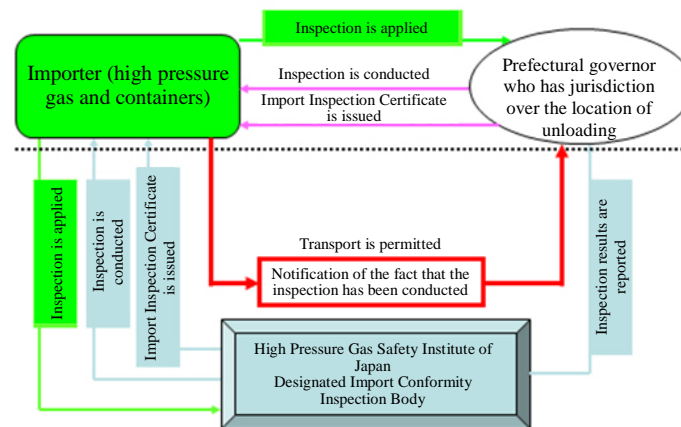 Inspection is applied
Importer (high pressure
gas and containers)
Inspection is conducted
Import Inspection Certificate
is issued
Prefectural governor
who has jurisdiction
over the location of
unloading
Inspection is applied
Inspection is
conducted
Import Inspection Certificate
is issued
Transport is permitted
Notification of the fact that the
inspection has been conducted
Inspection results are
reported
High Pressure Gas Safety Institute of
Japan
Designated Import Conformity
Inspection Body